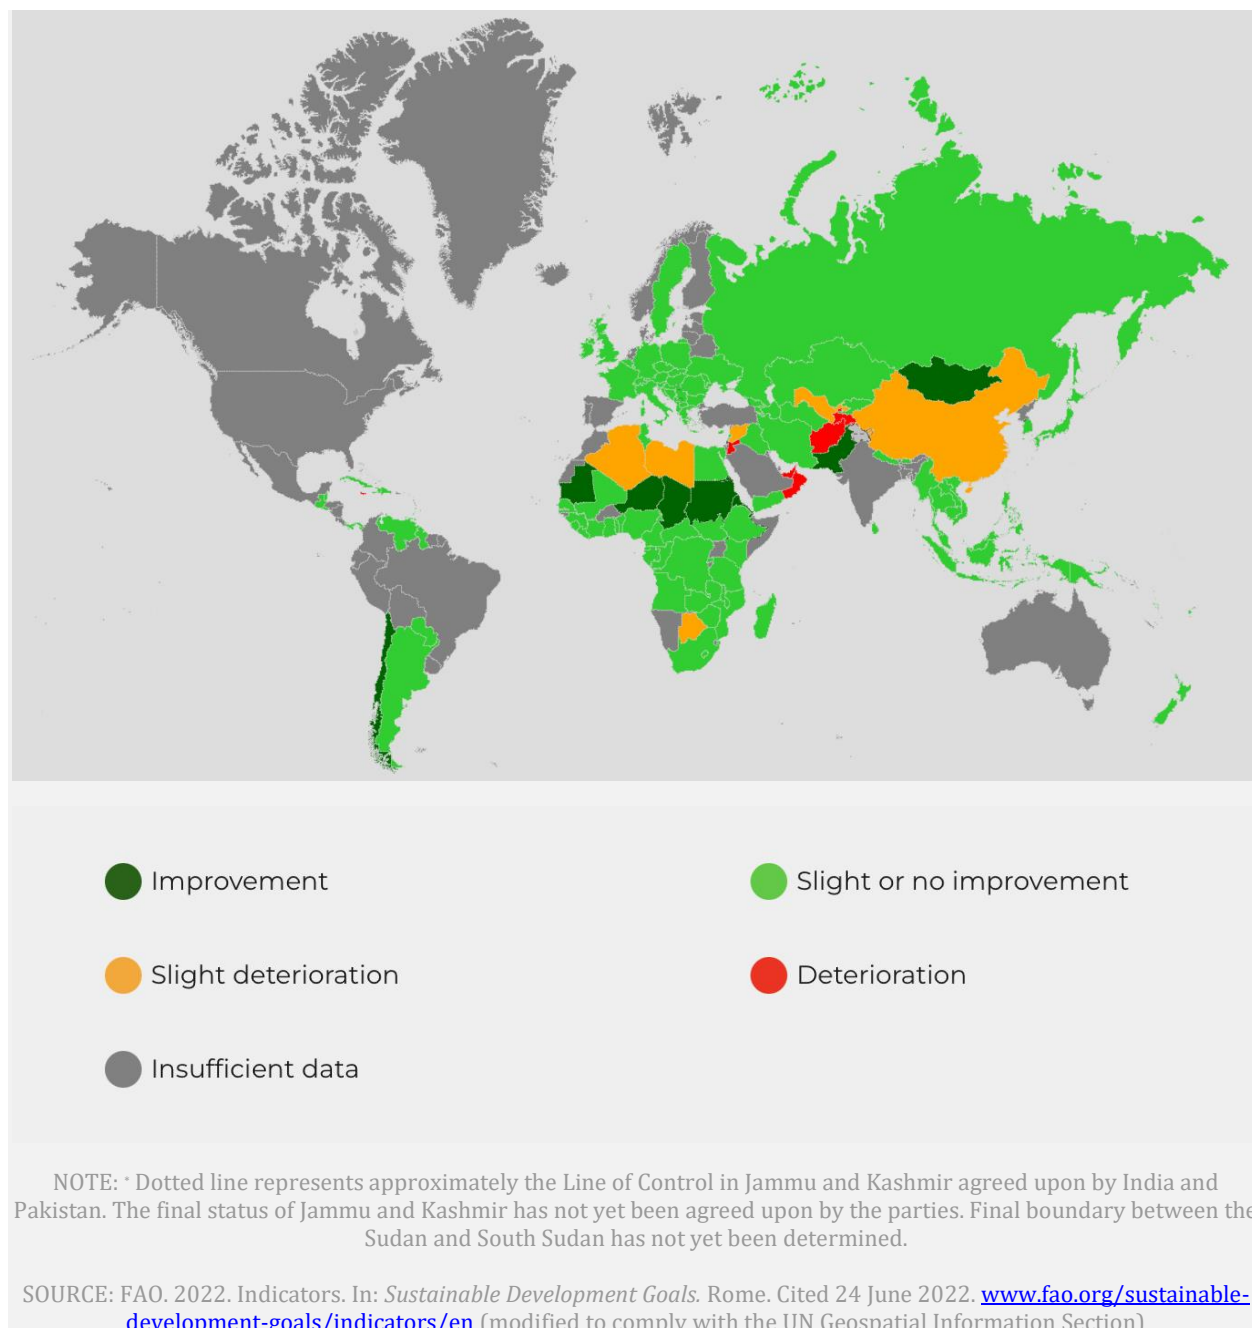 Improvement
Slight or no improvement
Slight deterioration
Deterioration
Insufficient data
NOTE: * Dotted line represents approximately the Line of Control in Jammu and Kashmir agreed upon by India and
Pakistan. The final status of Jammu and Kashmir has not yet been agreed upon by the parties. Final boundary between the
Sudan and South Sudan has not yet been determined.
SOURCE: FAO. 2022. Indicators. In: Sustainable Development Goals. Rome. Cited 24 June 2022. www.fao.org/sustainable-
development-goals/indicators/en (modified to comply with the UN Geospatial Information Section)